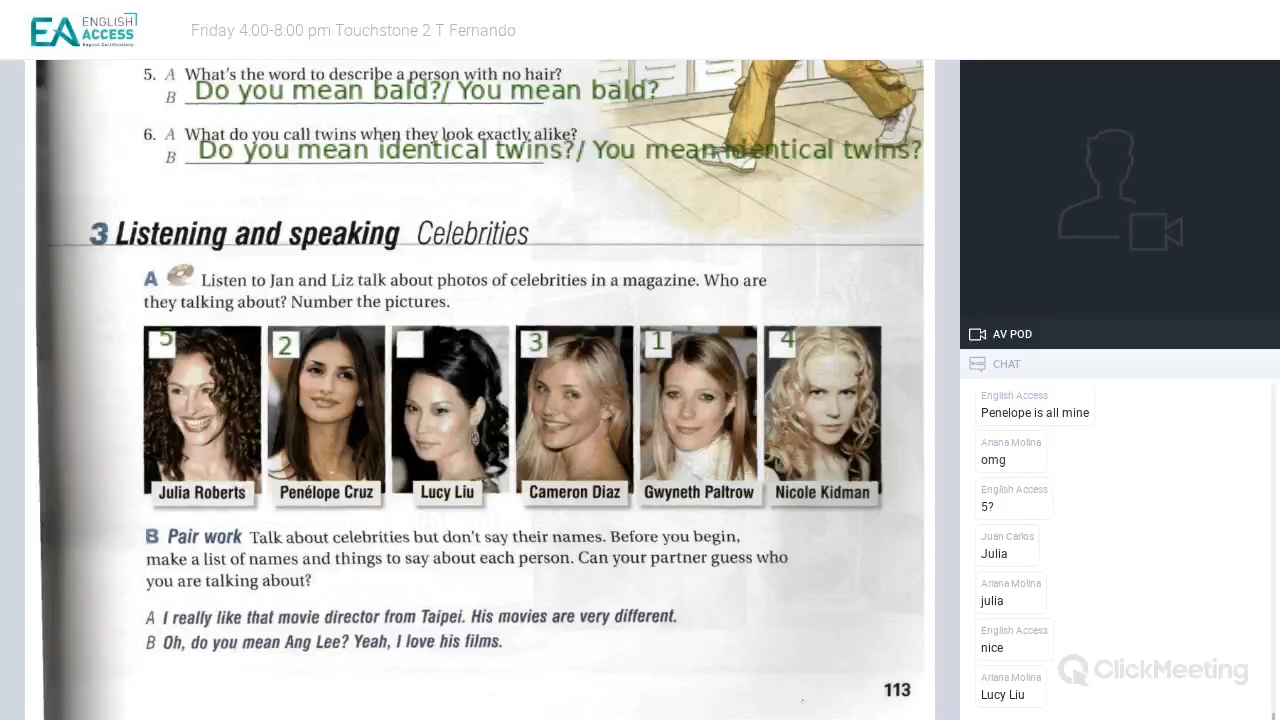 EA ENGLISH ACCESS
English Certifications
Friday 4:00-8:00 pm Touchstone 2 T Fernando
5. A What's the word to describe a person with no hair?
B Do you mean bald?/ You mean bald?
6. A What do you call twins when they look exactly alike?
B Do you mean identical twins?/ You mean identical twins?
3 Listening and speaking Celebrities
A Listen to Jan and Liz talk about photos of celebrities in a magazine. Who are
they talking about? Number the pictures.
5 2 3 1 4
Julia Roberts Penélope Cruz Lucy Liu Cameron Diaz Gwyneth Paltrow Nicole Kidman
B Pair work Talk about celebrities but don't say their names. Before you begin,
make a list of names and things to say about each person. Can your partner guess who
you are talking about?
A I really like that movie director from Taipei. His movies are very different.
B Oh, do you mean Ang Lee? Yeah, I love his films.
113
AV POD
CHAT
English Access
Penelope is all mine
Ariana Molina
omg
English Access
5?
Juan Carlos
Julia
Ariana Molina
julia
English Access
nice
Ariana Molina
Lucy Liu
ClickMeeting